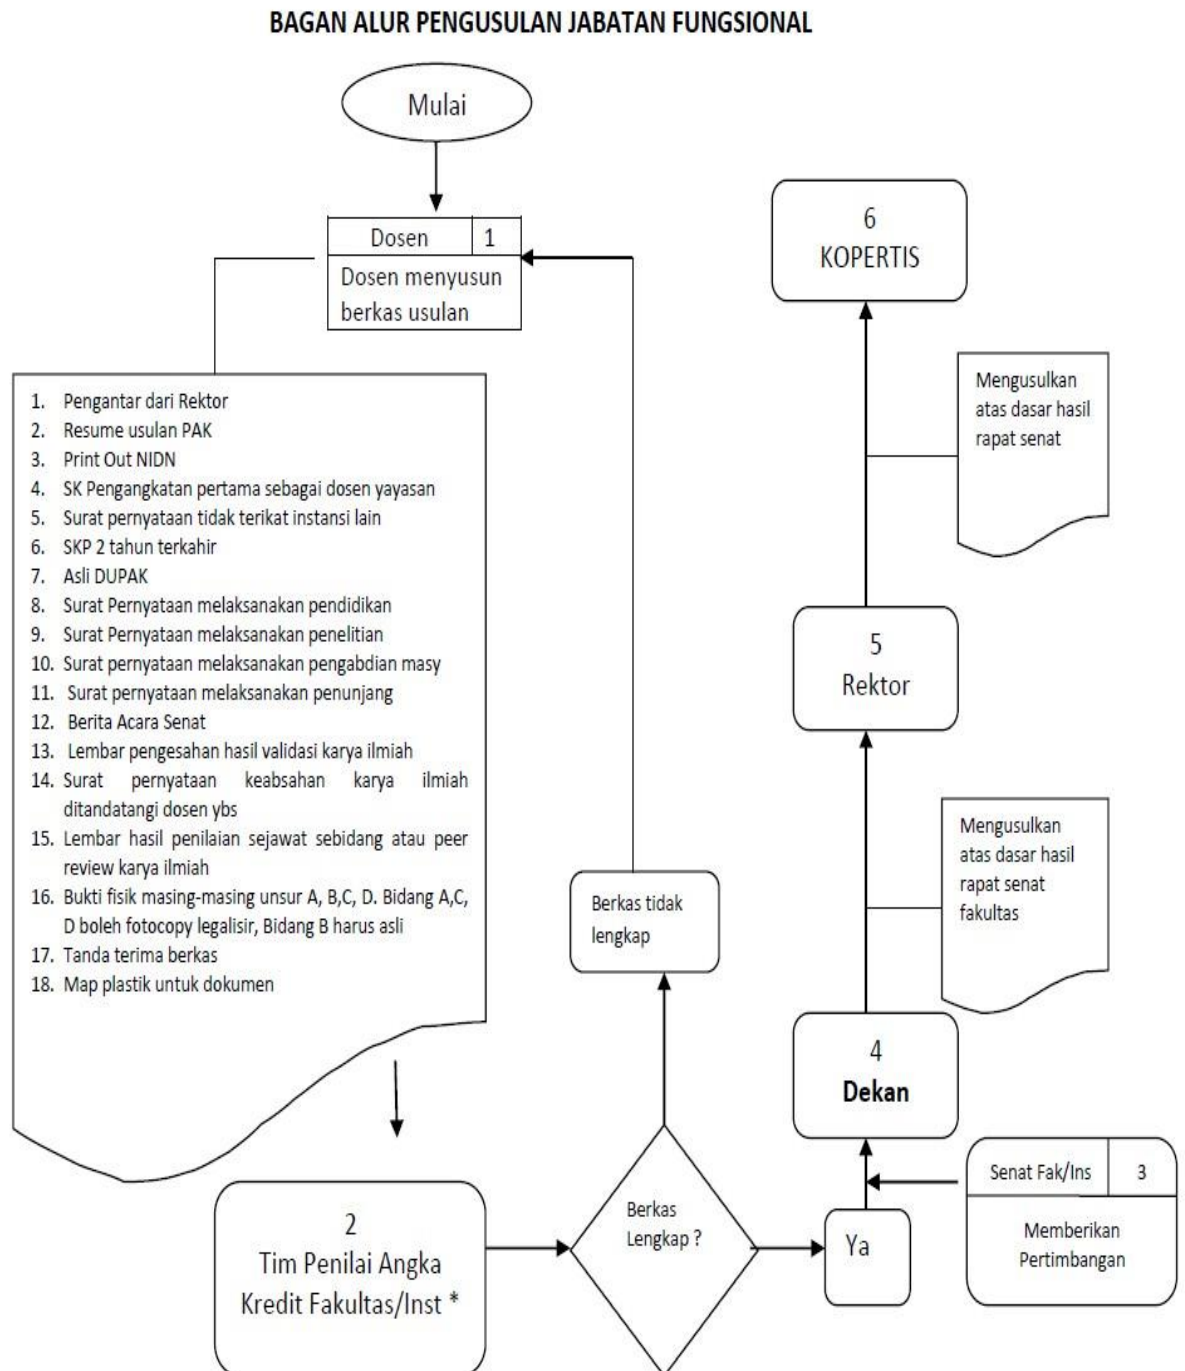 BAGAN ALUR PENGUSULAN JABATAN FUNGSIONAL
Mulai
Dosen 1
Dosen menyusun
berkas usulan
1. Pengantar dari Rektor
2. Resume usulan PAK
3. Print Out NIDN
4. SK Pengangkatan pertama sebagai dosen yayasan
5. Surat pernyataan tidak terikat instansi lain
6. SKP 2 tahun terkahir
7. Asli DUPAK
8. Surat Pernyataan melaksanakan pendidikan
9. Surat Pernyataan melaksanakan penelitian
10. Surat pernyataan melaksanakan pengabdian masy
11. Surat pernyataan melaksanakan penunjang
12. Berita Acara Senat
13. Lembar pengesahan hasil validasi karya ilmiah
14. Surat pernyataan keabsahan karya ilmiah
ditandatangi dosen ybs
15. Lembar hasil penilaian sejawat sebidang atau peer
review karya ilmiah
16. Bukti fisik masing-masing unsur A, B,C, D. Bidang A,C,
D boleh fotocopy legalisir, Bidang B harus asli
17. Tanda terima berkas
18. Map plastik untuk dokumen
2
Tim Penilai Angka
Kredit Fakultas/Inst *
Berkas
Lengkap ?
Berkas tidak
lengkap
Ya
Senat Fak/Ins 3
Memberikan
Pertimbangan
4
Dekan
Mengusulkan
atas dasar hasil
rapat senat
fakultas
5
Rektor
Mengusulkan
atas dasar hasil
rapat senat
6
KOPERTIS